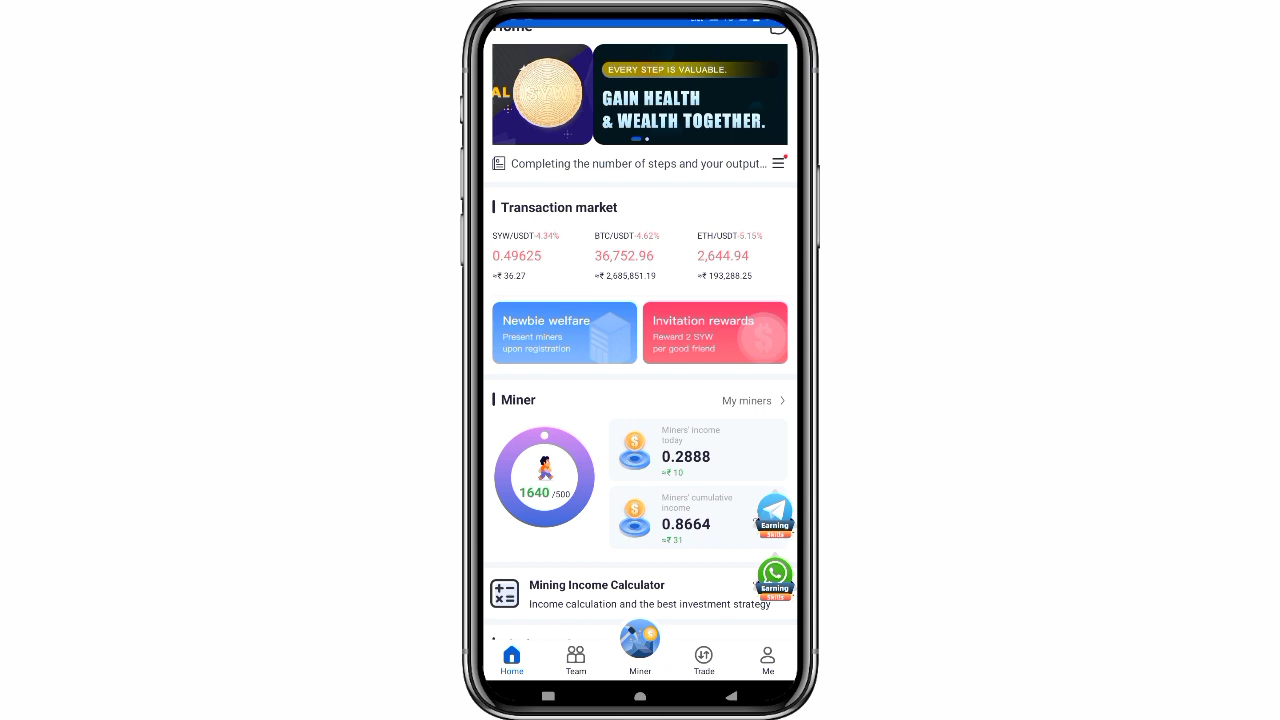 Home
AL
SYW
EVERY STEP IS VALUABLE.
GAIN HEALTH
& WEALTH TOGETHER.
Completing the number of steps and your output...
Transaction market
SYW/USDT-4.34%
BTC/USDT-4.62%
ETH/USDT-5.15%
0.49625
36,752.96
2,644.94
≈₹ 36.27
≈₹ 2,685,851.19
≈₹ 193,288.25
Newbie welfare
Present miners
upon registration
Invitation rewards
Reward 2 SYW
per good friend
Miner
My miners
1640 /500
Miners' income
today
0.2888
≈₹ 10
Miners' cumulative
income
0.8664
≈₹ 31
Earning
Skills
Earning
Skills
Mining Income Calculator
Income calculation and the best investment strategy
Home
Team
Miner
Trade
Me